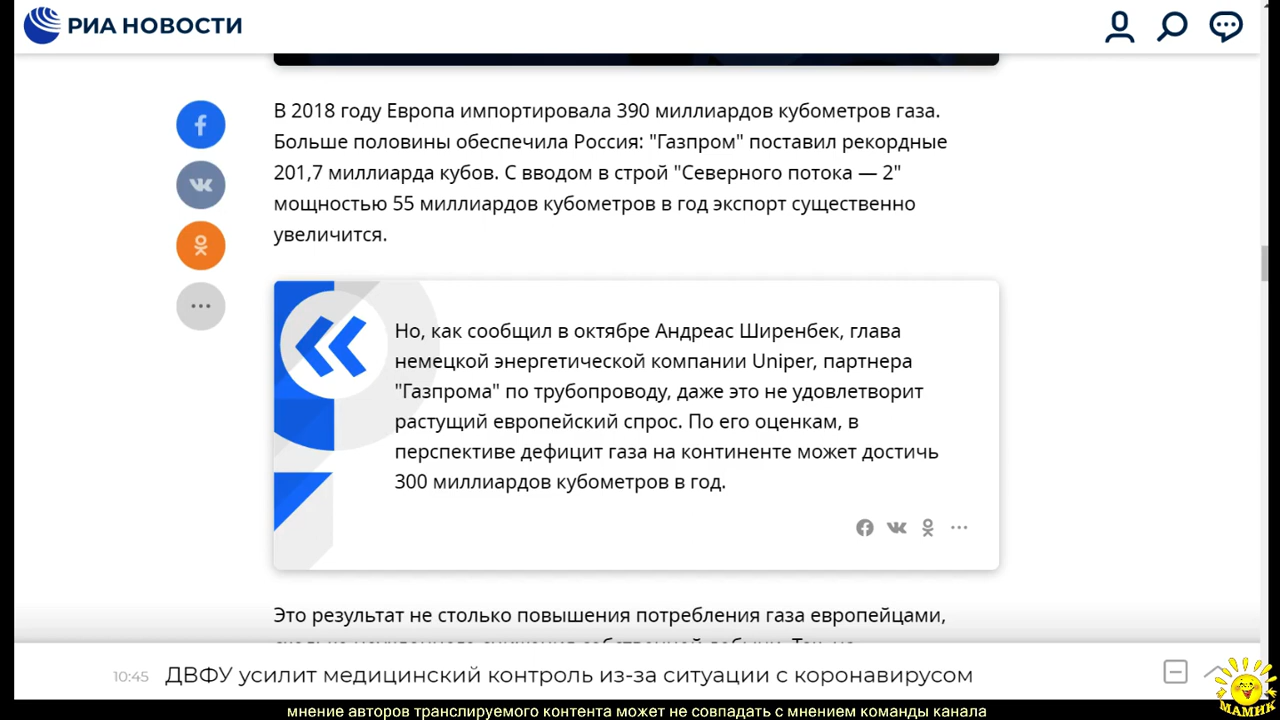 РИА НОВОСТИ
В 2018 году Европа импортировала 390 миллиардов кубометров газа.
Больше половины обеспечила Россия: "Газпром" поставил рекордные
201,7 миллиарда кубов. С вводом в строй "Северного потока — 2"
мощностью 55 миллиардов кубометров в год экспорт существенно
увеличится.
Но, как сообщил в октябре Андреас Ширенбек, глава
немецкой энергетической компании Uniper, партнера
"Газпрома" по трубопроводу, даже это не удовлетворит
растущий европейский спрос. По его оценкам, в
перспективе дефицит газа на континенте может достичь
300 миллиардов кубометров в год.
Это результат не столько повышения потребления газа европейцами,
10:45 ДВФУ усилит медицинский контроль из-за ситуации с коронавирусом
МАМИК
мнение авторов транслируемого контента может не совпадать с мнением команды канала